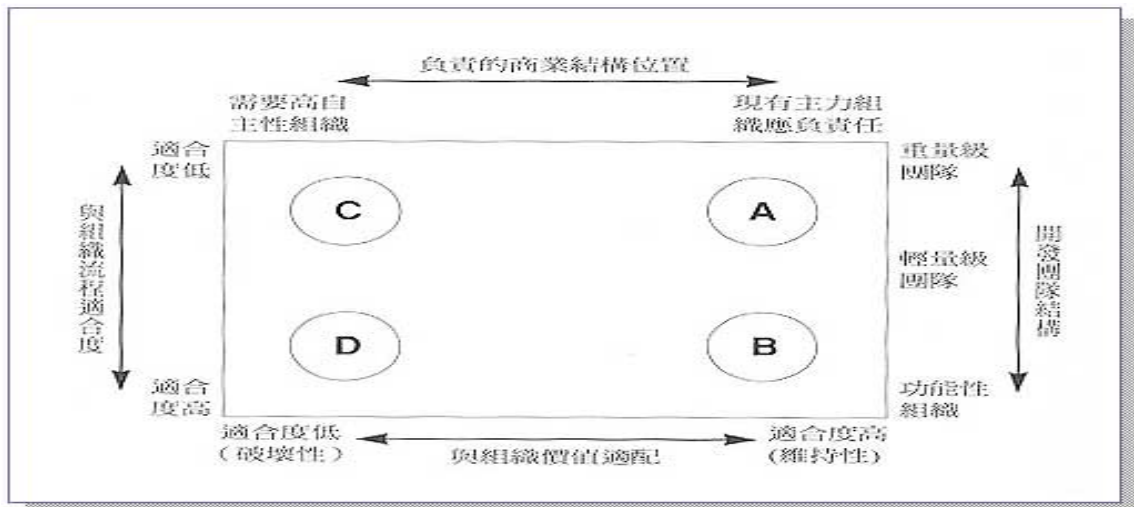 負責的商業結構位置
需要高自
主性組織
現有主力組
織應負責任
適合
度低
重量級
團隊
C
A
與組織流程適合度
輕量級
團隊
開發團隊結構
D
B
適合
度高
功能性
組織
適合度低
(破壞性)
與組織價值適配
適合度高
(維持性)